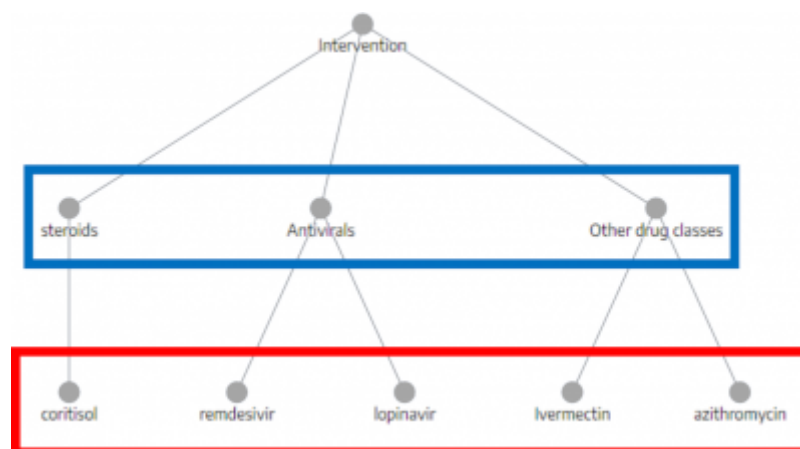 Intervention
steroids
Antivirals
Other drug classes
coritisol
remdesivir
lopinavir
Ivermectin
azithromycin